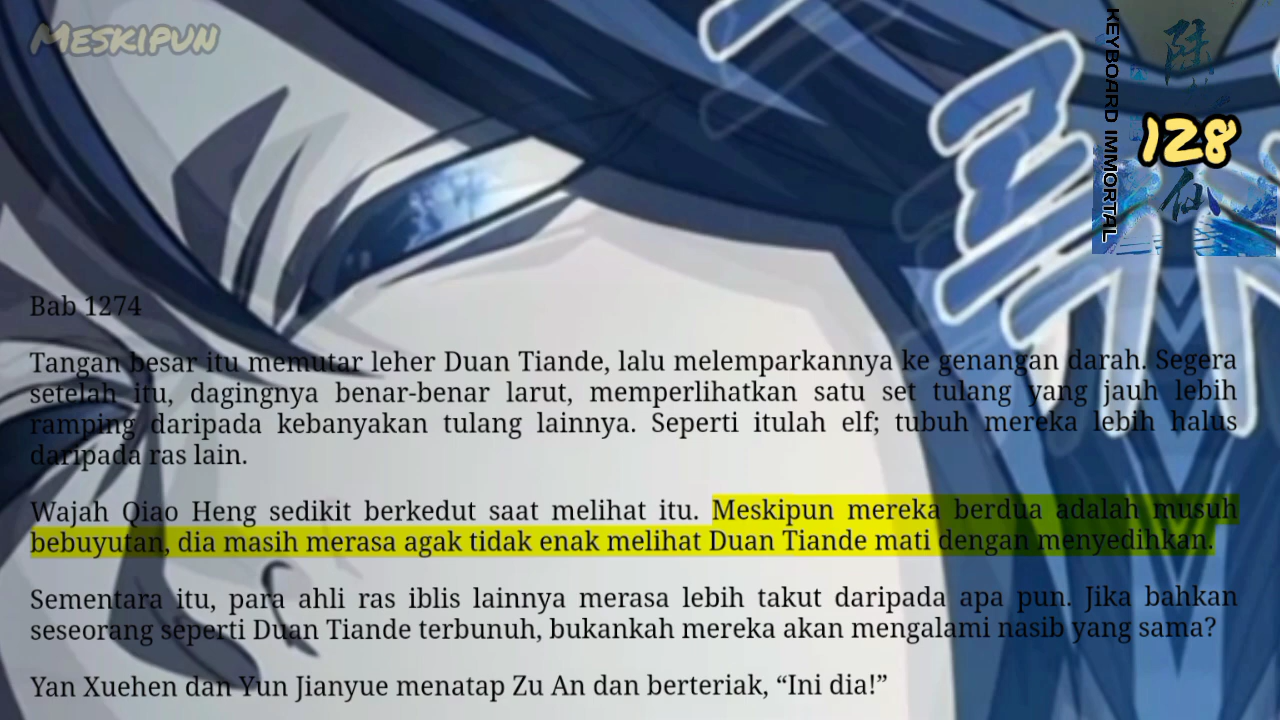 Meskipun
KEYBOARD IMMORTAL
128
仙
Bab 1274
Tangan besar itu memutar leher Duan Tiande, lalu melemparkannya ke genangan darah. Segera
setelah itu, dagingnya benar-benar larut, memperlihatkan satu set tulang yang jauh lebih
ramping daripada kebanyakan tulang lainnya. Seperti itulah elf; tubuh mereka lebih halus
daripada ras lain.
Wajah Qiao Heng sedikit berkedut saat melihat itu. Meskipun mereka berdua adalah musuh
bebuyutan, dia masih merasa agak tidak enak melihat Duan Tiande mati dengan menyedihkan.
Sementara itu, para ahli ras iblis lainnya merasa lebih takut daripada apa pun. Jika bahkan
seseorang seperti Duan Tiande terbunuh, bukankah mereka akan mengalami nasib yang sama?
Yan Xuehen dan Yun Jianyue menatap Zu An dan berteriak, “Ini dia!”